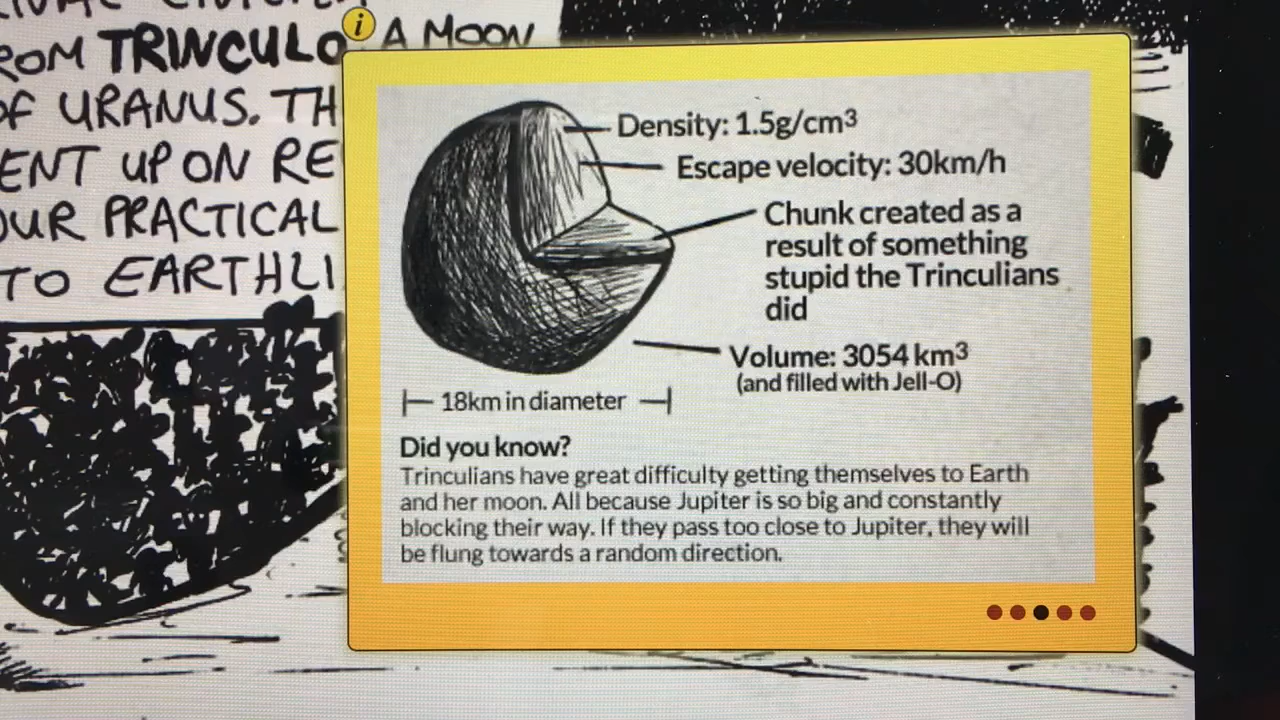 FROM TRINCULO
A MOON
OF URANUS. TH
ENT UP ON RE
OUR PRACTICAL
TO EARTHLI
i
Density: 1.5g/cm³
Escape velocity: 30km/h
Chunk created as a
result of something
stupid the Trinculians
did
Volume: 3054 km³
(and filled with Jell-O)
18km in diameter
Did you know?
Trinculians have great difficulty getting themselves to Earth
and her moon. All because Jupiter is so big and constantly
blocking their way. If they pass too close to Jupiter, they will
be flung towards a random direction.